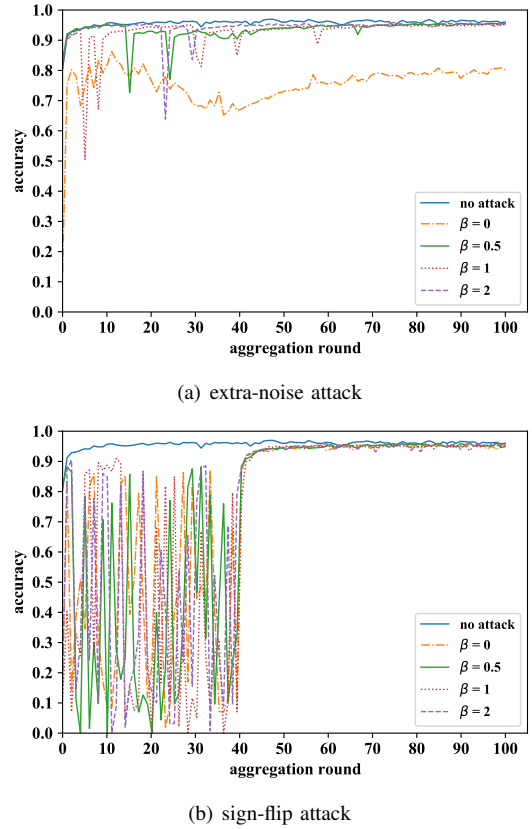 1.0
0.9
0.8
0.7
0.6
0.5
0.4
0.3
0.2
0.1
0.0
accuracy
no attack
β = 0
β = 0.5
β = 1
β = 2
0 10 20 30 40 50 60 70 80 90 100
aggregation round
(a) extra-noise attack
1.0
0.9
0.8
0.7
0.6
0.5
0.4
0.3
0.2
0.1
0.0
accuracy
no attack
β = 0
β = 0.5
β = 1
β = 2
0 10 20 30 40 50 60 70 80 90 100
aggregation round
(b) sign-flip attack